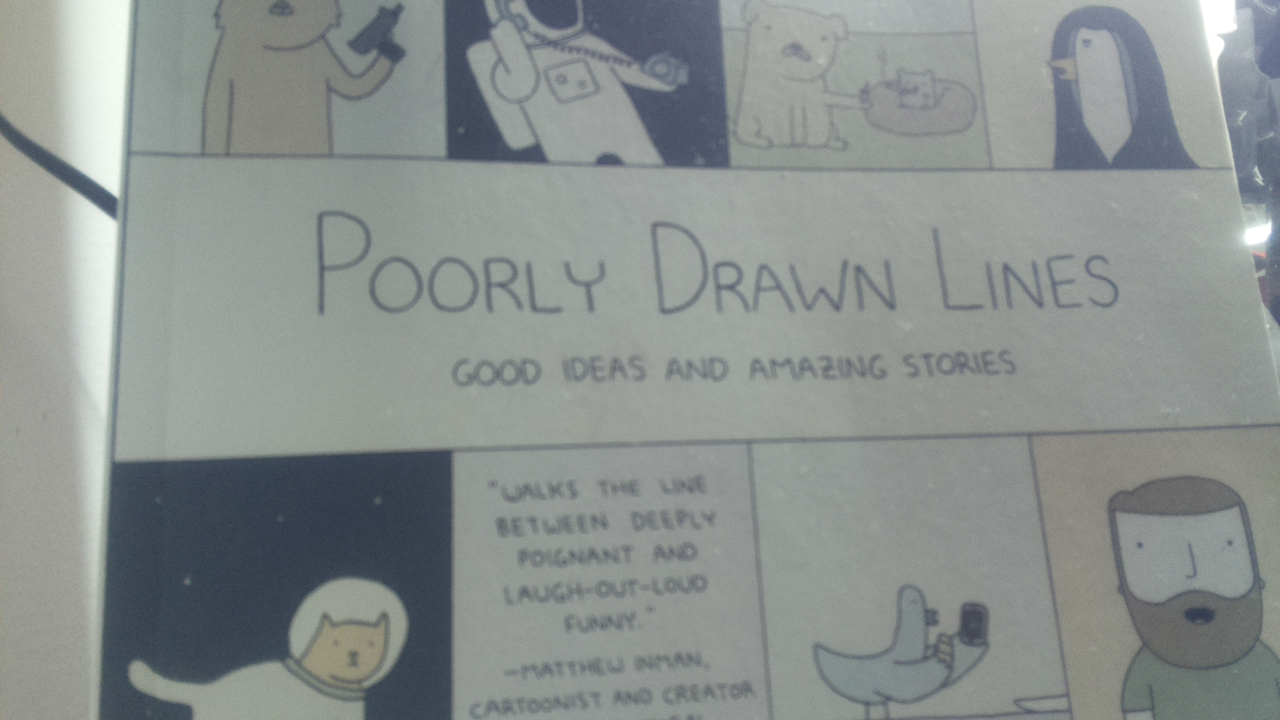 POORLY DRAWN LINES
GOOD IDEAS AND AMAZING STORIES
"WALKS THE LINE
BETWEEN DEEPLY
POIGNANT AND
LAUGH-OUT-LOUD
FUNNY."
—MATTHEW INMAN,
CARTOONIST AND CREATOR